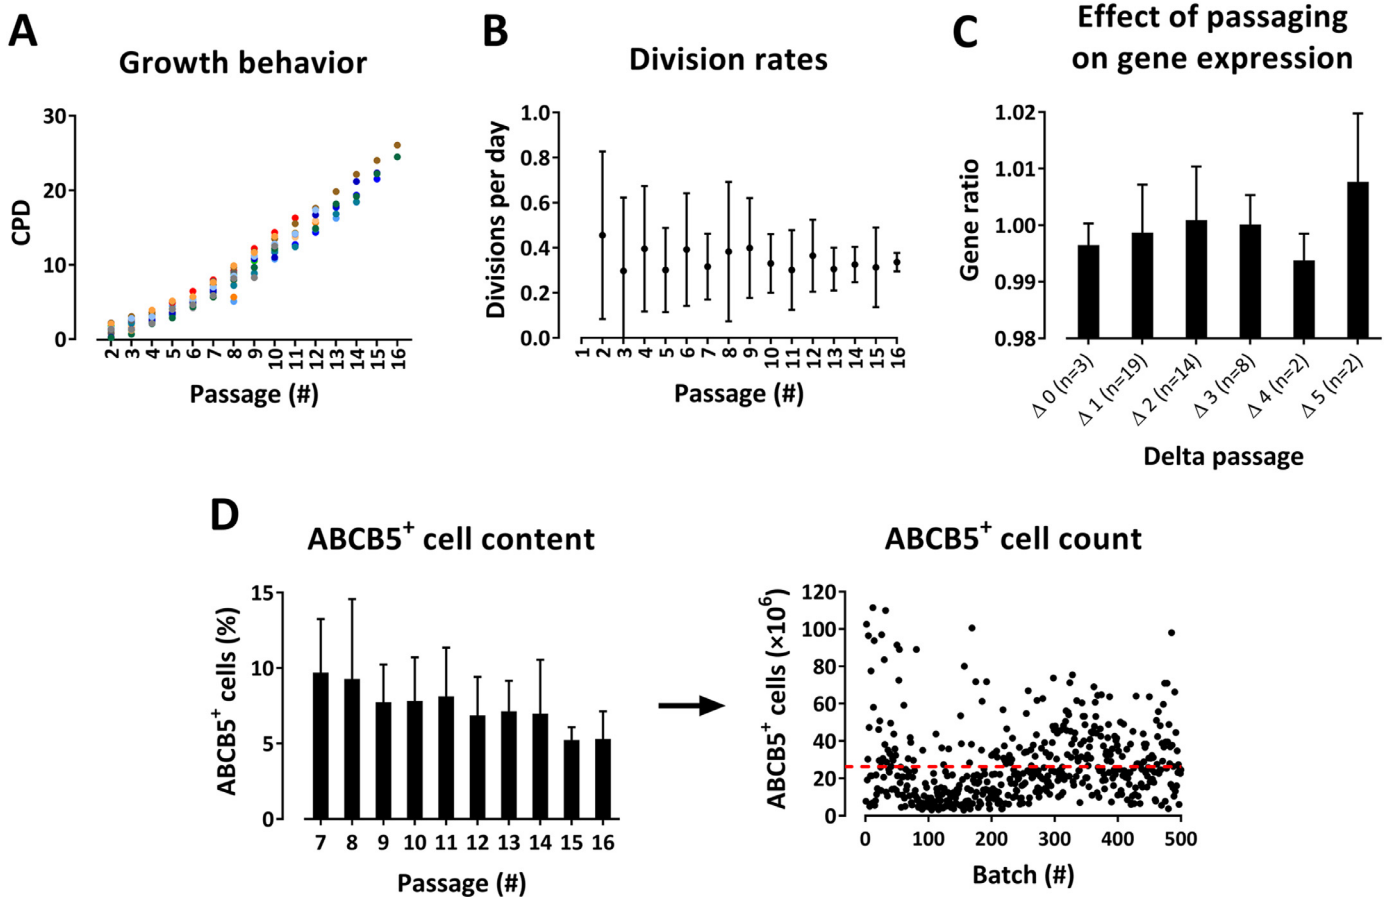 A
Growth behavior
30
20
10
0
CPD
2 3 4 5 6 7 8 9 10 11 12 13 14 15 16
Passage (#)
B
Division rates
1.0
0.8
0.6
0.4
0.2
0.0
Divisions per day
1 2 3 4 5 6 7 8 9 10 11 12 13 14 15 16
Passage (#)
C
Effect of passaging
on gene expression
1.02
1.01
1.00
0.99
0.98
Gene ratio
Δ 0 (n=3)
Δ 1 (n=19)
Δ 2 (n=14)
Δ 3 (n=8)
Δ 4 (n=2)
Δ 5 (n=2)
Delta passage
D
ABCB5⁺ cell content
15
10
5
0
ABCB5⁺ cells (%)
7 8 9 10 11 12 13 14 15 16
Passage (#)
ABCB5⁺ cell count
120
100
80
60
40
20
0
ABCB5⁺ cells (×10⁶)
0 100 200 300 400 500
Batch (#)